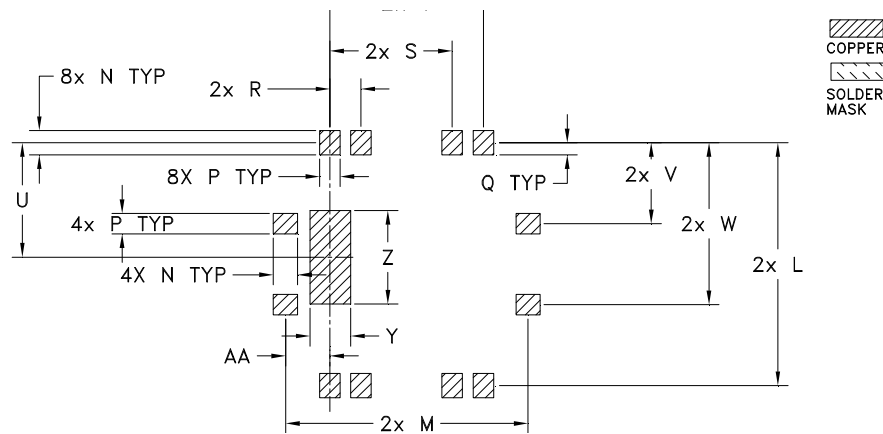 2x S
COPPER
8x N TYP
2x R
SOLDER
MASK
8X P TYP
Q TYP
2x V
U
4x P TYP
Z
2x W
2x L
4X N TYP
Y
AA
2x M